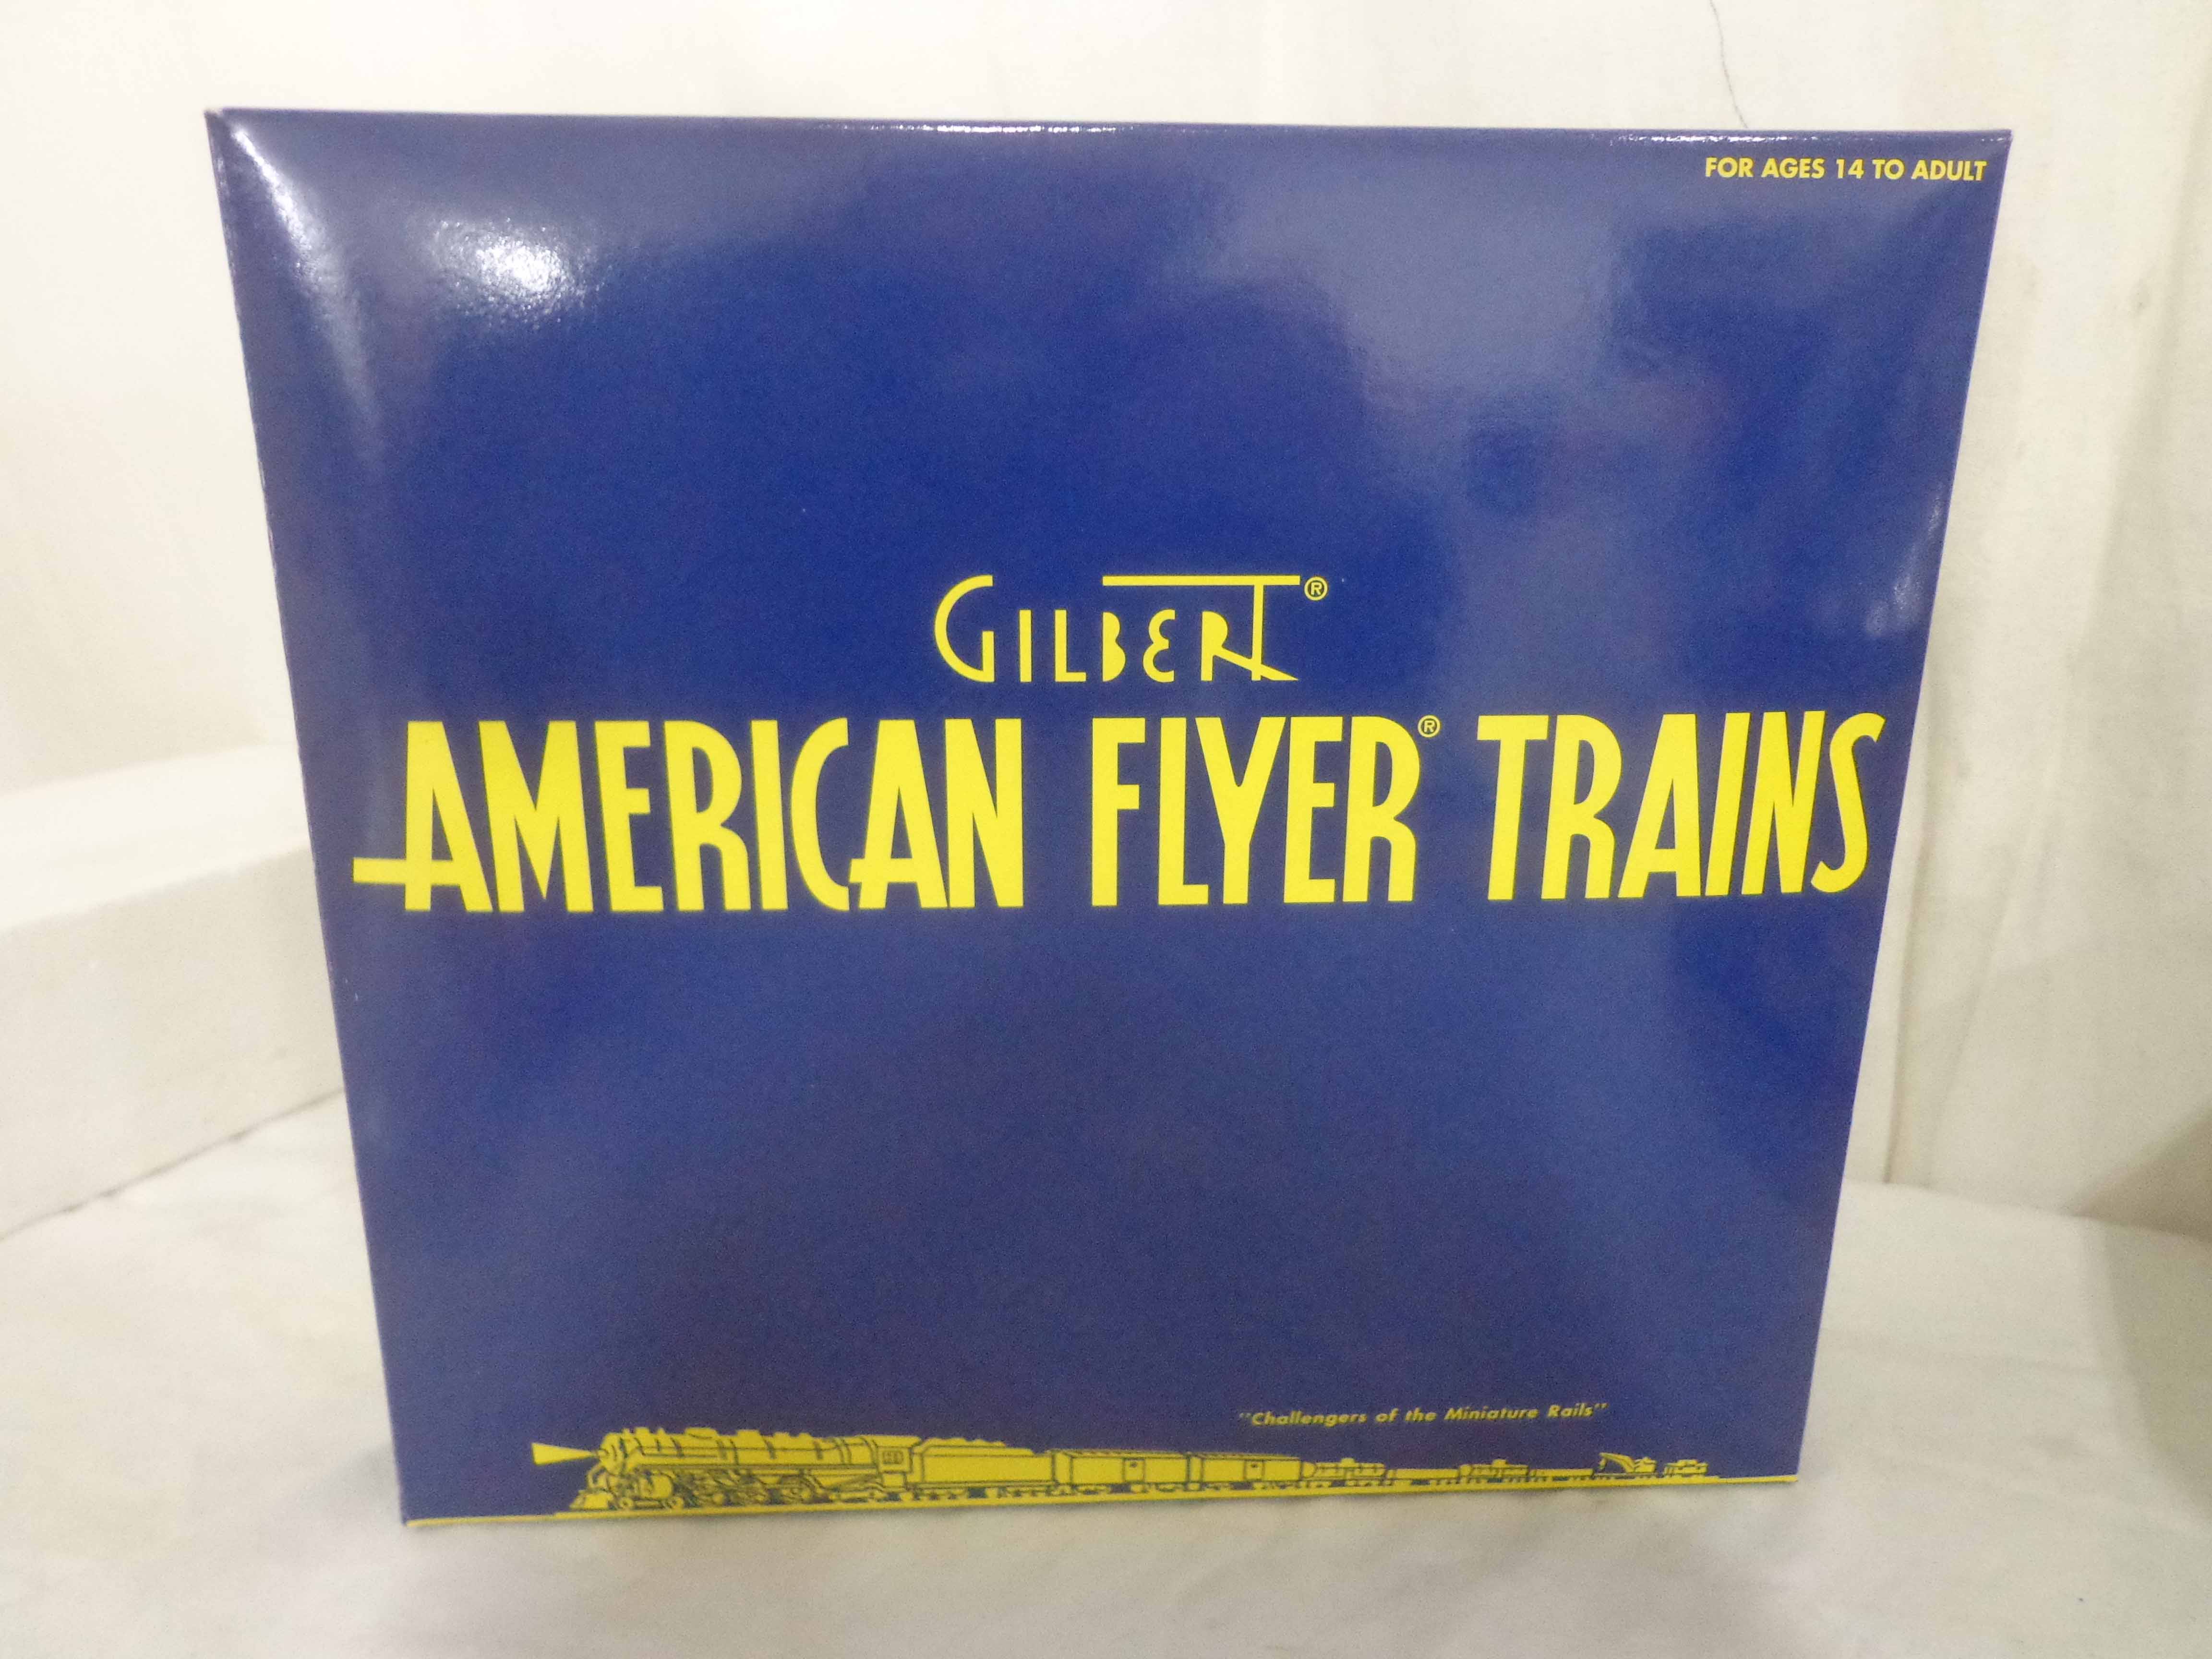 FOR AGES 14 TO ADULT
GILBERT®
AMERICAN FLYER® TRAINS
"Challengers of the Miniature Rails"